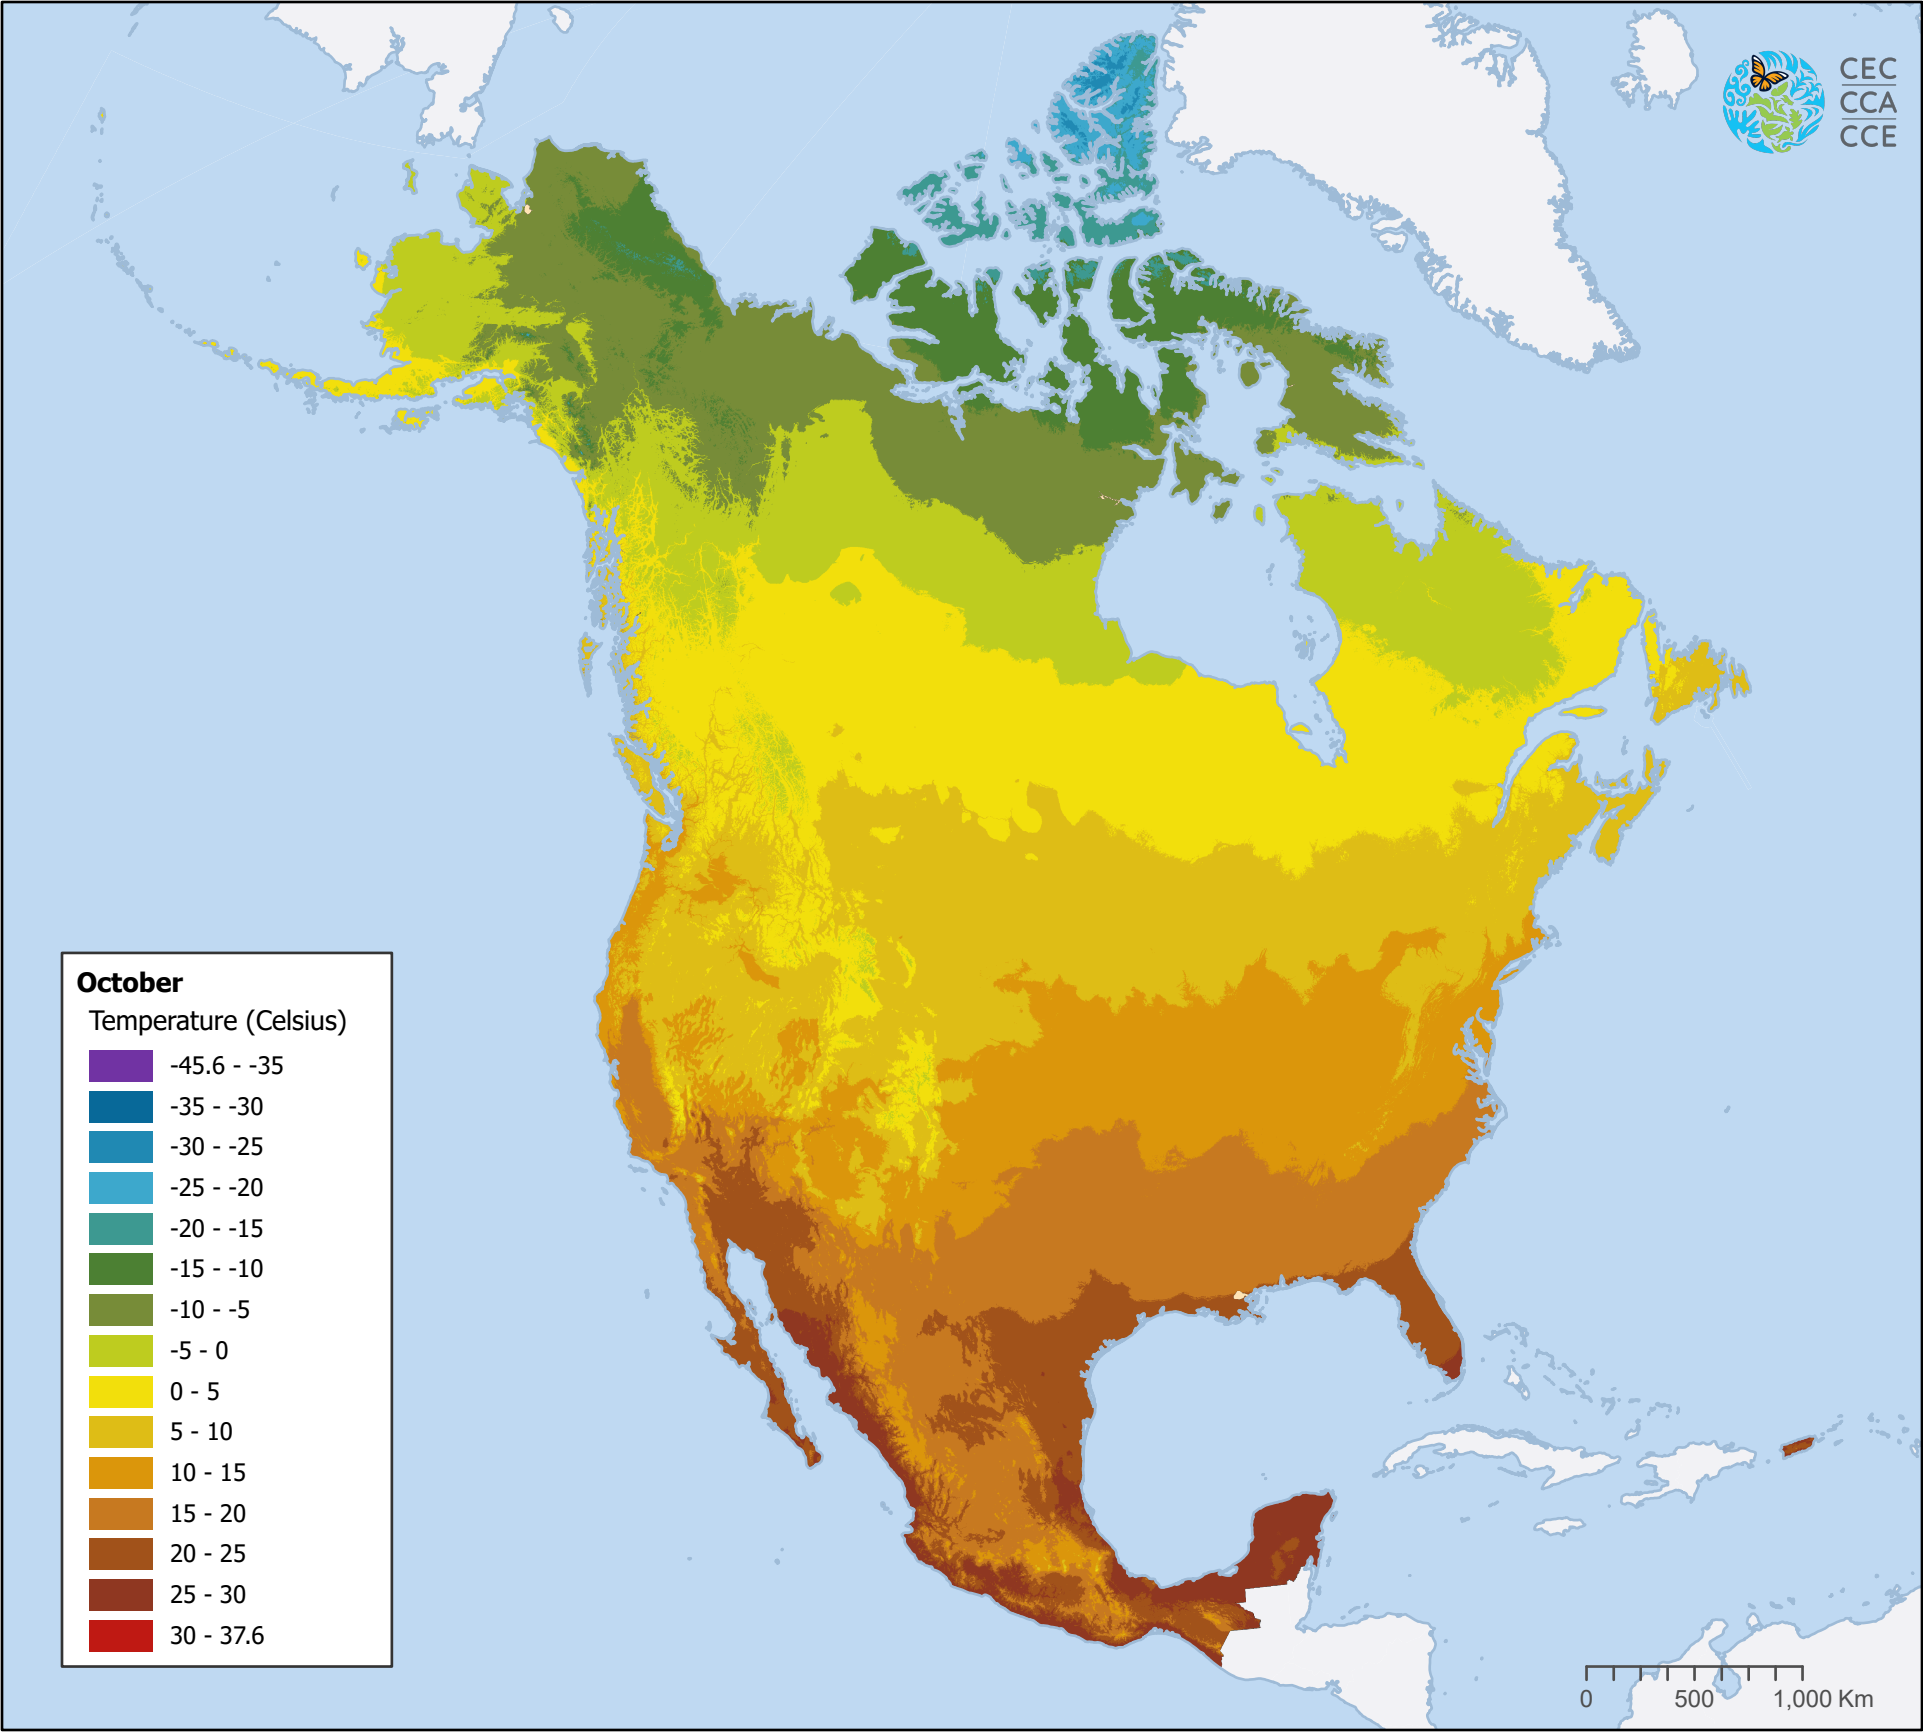 CEC
CCA
CCE
October
Temperature (Celsius)
-45.6 - -35
-35 - -30
-30 - -25
-25 - -20
-20 - -15
-15 - -10
-10 - -5
-5 - 0
0 - 5
5 - 10
10 - 15
15 - 20
20 - 25
25 - 30
30 - 37.6
0 500 1,000 Km